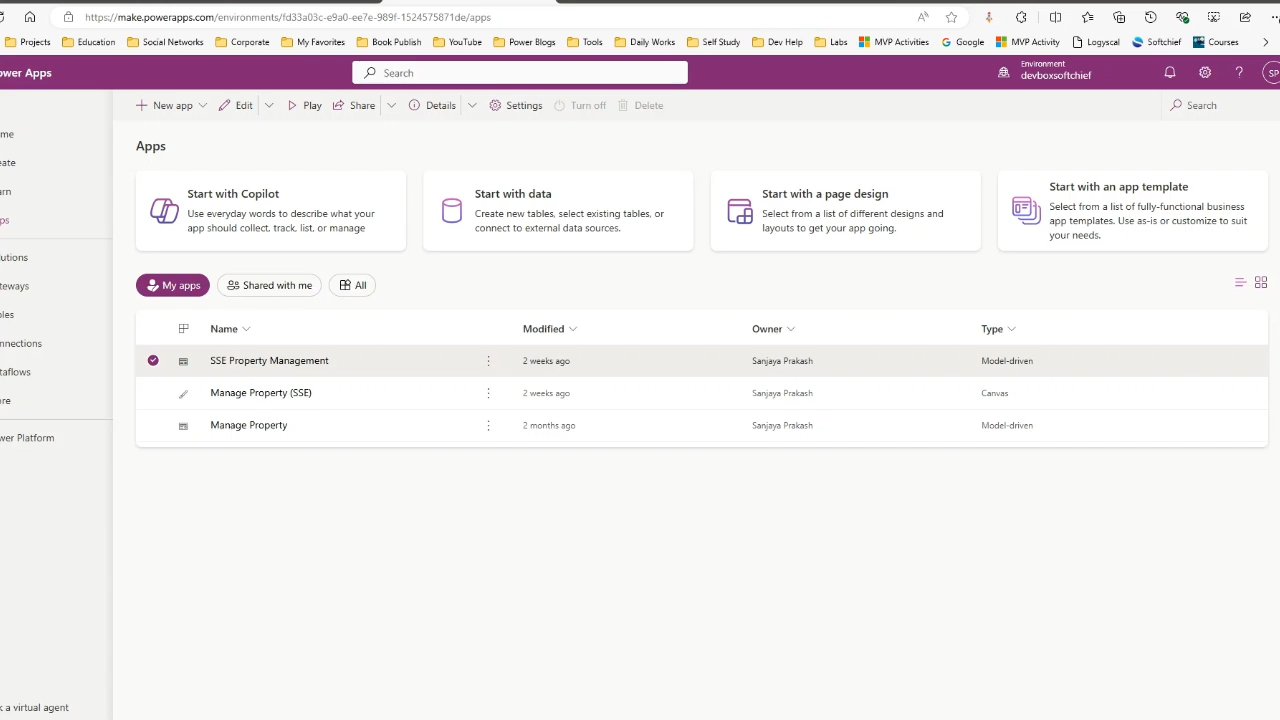 https://make.powerapps.com/environments/fd33a03c-e9a0-ee7e-989f-1524575871de/apps
Projects Education Social Networks Corporate My Favorites Book Publish YouTube Power Blogs Tools Daily Works Self Study Dev Help Labs MVP Activities Google MVP Activity Logyscal Softchief Courses
ower Apps
Search
Environment
devboxsoftchief
SP
New app Edit Play Share Details Settings Turn off Delete Search
me
eate
arn
ps
utions
teways
les
nnections
taflows
re
wer Platform
k a virtual agent
Apps
Start with Copilot
Use everyday words to describe what your
app should collect, track, list, or manage
Start with data
Create new tables, select existing tables, or
connect to external data sources.
Start with a page design
Select from a list of different designs and
layouts to get your app going.
Start with an app template
Select from a list of fully-functional business
app templates. Use as-is or customize to suit
your needs.
My apps Shared with me All
Name Modified Owner Type
SSE Property Management 2 weeks ago Sanjaya Prakash Model-driven
Manage Property (SSE) 2 weeks ago Sanjaya Prakash Canvas
Manage Property 2 months ago Sanjaya Prakash Model-driven